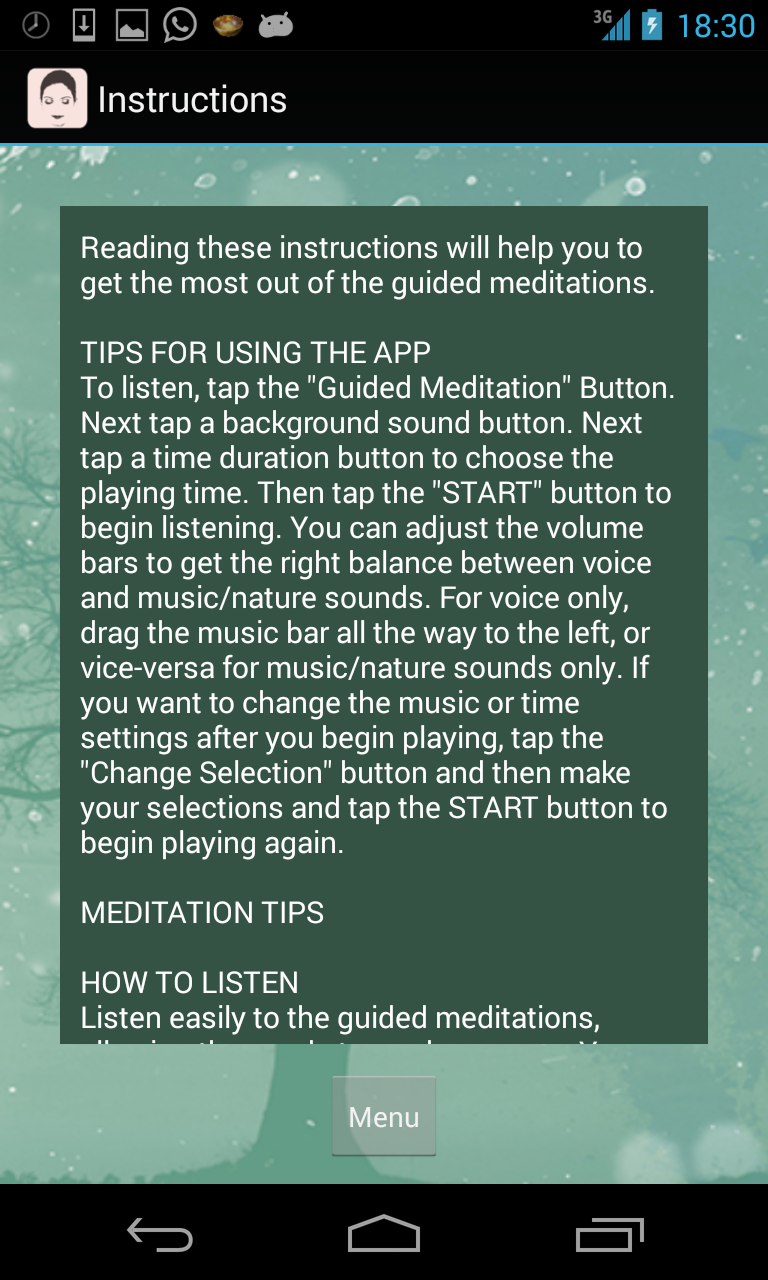 3G 18:30
Instructions
Reading these instructions will help you to
get the most out of the guided meditations.
TIPS FOR USING THE APP
To listen, tap the "Guided Meditation" Button.
Next tap a background sound button. Next
tap a time duration button to choose the
playing time. Then tap the "START" button to
begin listening. You can adjust the volume
bars to get the right balance between voice
and music/nature sounds. For voice only,
drag the music bar all the way to the left, or
vice-versa for music/nature sounds only. If
you want to change the music or time
settings after you begin playing, tap the
"Change Selection" button and then make
your selections and tap the START button to
begin playing again.
MEDITATION TIPS
HOW TO LISTEN
Listen easily to the guided meditations,
Menu